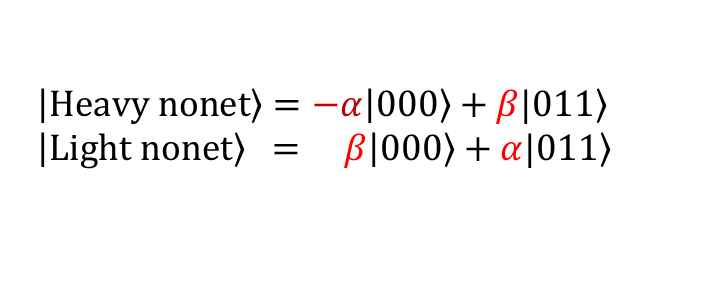 |Heavy nonet⟩ = −α|000⟩ + β|011⟩
|Light nonet⟩ = β|000⟩ + α|011⟩